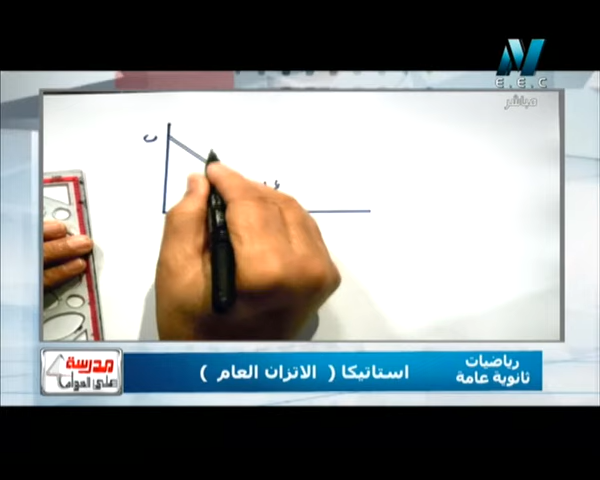 E. E. C
مباشر
ب
رياضيات
ثانوية عامة
استاتيكا ( الاتزان العام )
مدرسة
على الهواء